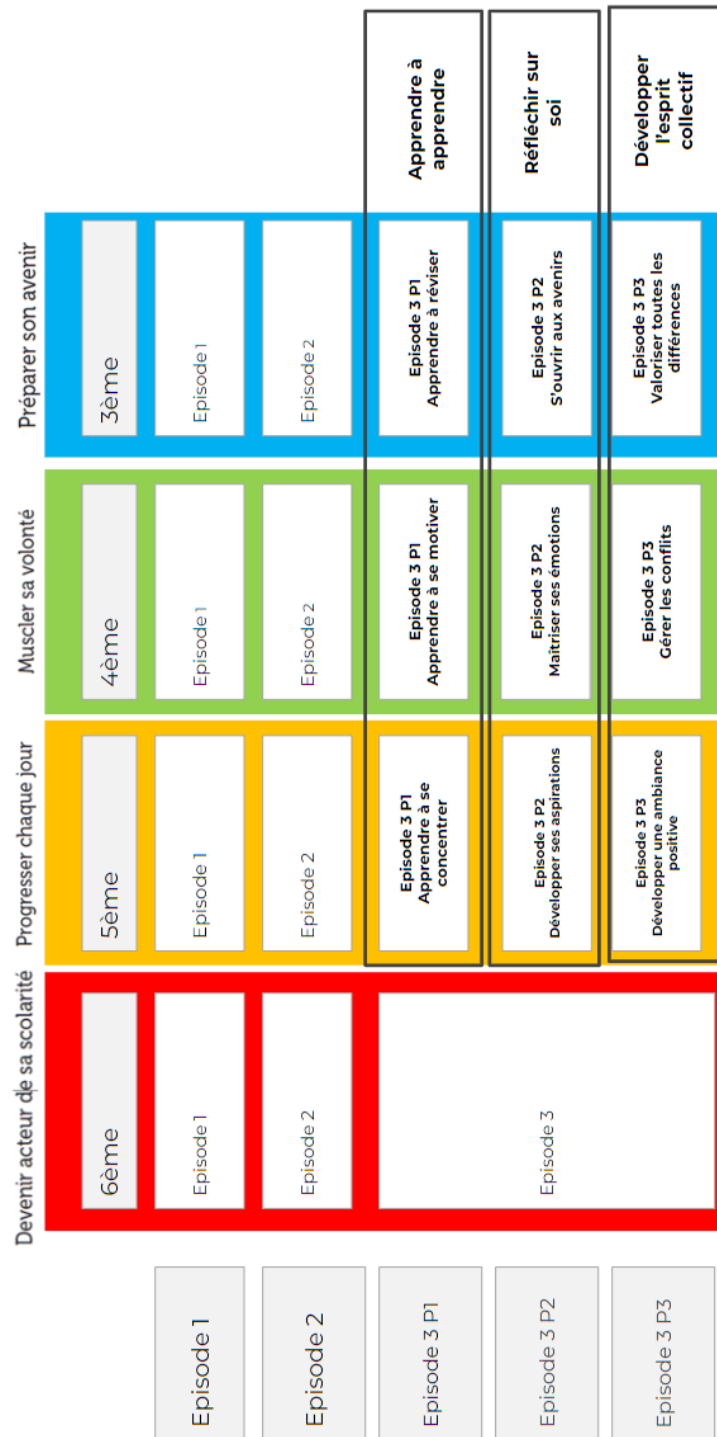 Devenir acteur de sa scolarité
Progresser chaque jour
Muscler sa volonté
Préparer son avenir
6ème
5ème
4ème
3ème
Episode 1
Episode 1
Episode 1
Episode 1
Episode 1
Episode 2
Episode 2
Episode 2
Episode 2
Episode 2
Episode 3 P1
Episode 3
Episode 3 P1
Apprendre à se
concentrer
Episode 3 P1
Apprendre à se motiver
Episode 3 P1
Apprendre à réviser
Apprendre à
apprendre
Episode 3 P2
Episode 3 P2
Développer ses aspirations
Episode 3 P2
Maîtriser ses émotions
Episode 3 P2
S'ouvrir aux avenirs
Réfléchir sur
soi
Episode 3 P3
Episode 3 P3
Développer une ambiance
positive
Episode 3 P3
Gérer les conflits
Episode 3 P3
Valoriser toutes les
différences
Développer
l'esprit
collectif